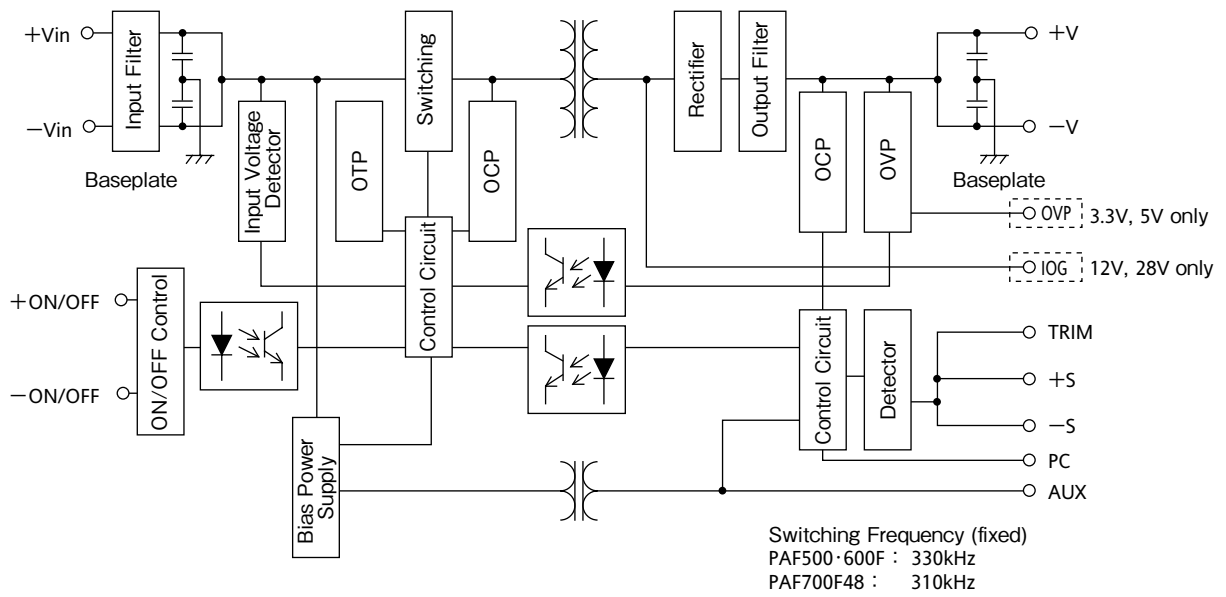 +Vin
−Vin
Input Filter
Baseplate
Input Voltage
Detector
OTP
Switching
OCP
Control Circuit
Rectifier
Output Filter
OCP
OVP
+V
−V
Baseplate
OVP 3.3V, 5V only
IOG 12V, 28V only
+ON/OFF
−ON/OFF
ON/OFF Control
Bias Power
Supply
Control Circuit
Detector
TRIM
+S
−S
PC
AUX
Switching Frequency (fixed)
PAF500·600F : 330kHz
PAF700F48 : 310kHz